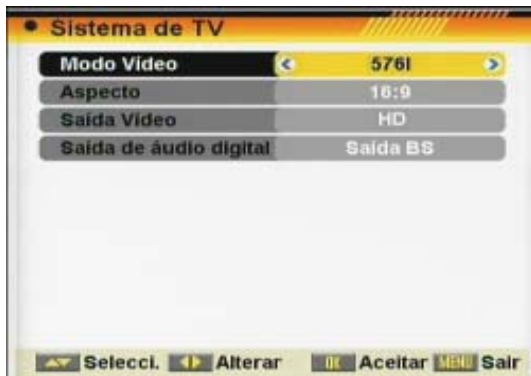 Sistema de TV
Modo Vídeo 576I
Aspecto 16:9
Saída Vídeo HD
Saída de áudio digital Saída BS
Selecci. Alterar OK Aceitar MENU Sair